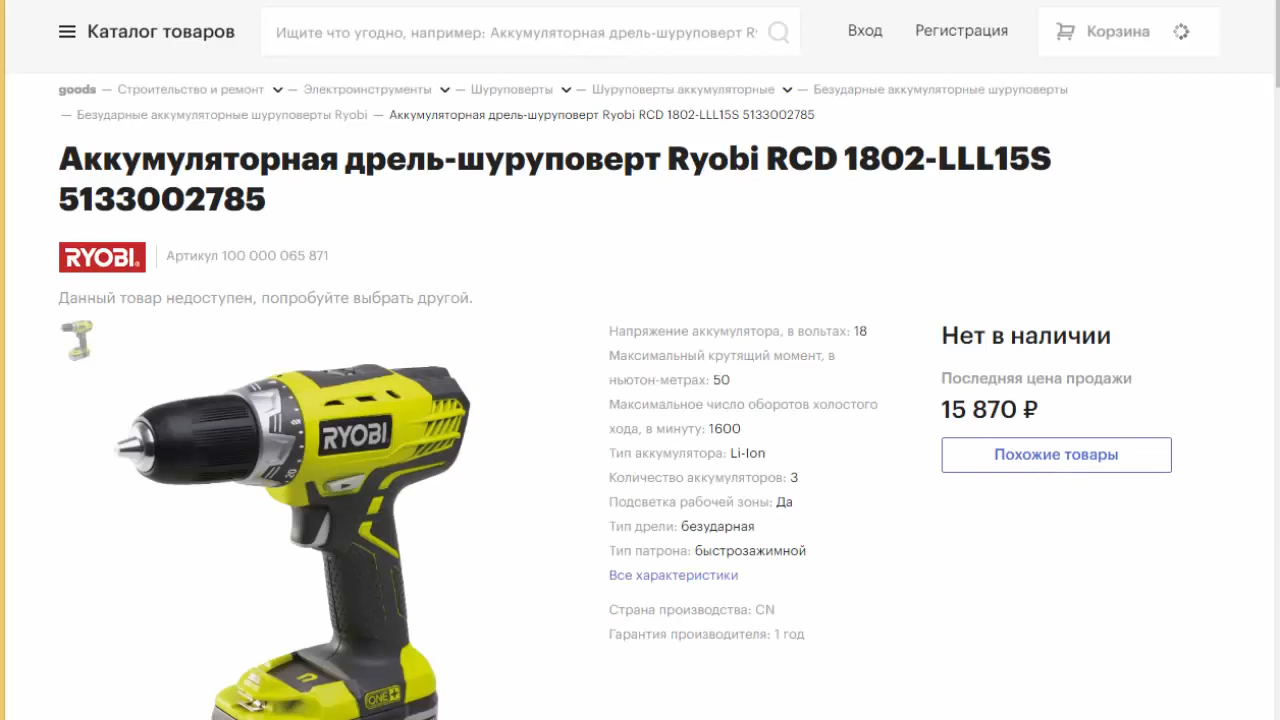 Каталог товаров
Ищите что угодно, например: Аккумуляторная дрель-шуруповерт R
Вход
Регистрация
Корзина
goods — Строительство и ремонт — Электроинструменты — Шуруповерты — Шуруповерты аккумуляторные — Безударные аккумуляторные шуруповерты
— Безударные аккумуляторные шуруповерты Ryobi — Аккумуляторная дрель-шуруповерт Ryobi RCD 1802-LLL15S 5133002785
Аккумуляторная дрель-шуруповерт Ryobi RCD 1802-LLL15S
5133002785
RYOBI
Артикул 100 000 065 871
Данный товар недоступен, попробуйте выбрать другой.
RYOBI
ONE+
Напряжение аккумулятора, в вольтах: 18
Максимальный крутящий момент, в
ньютон-метрах: 50
Максимальное число оборотов холостого
хода, в минуту: 1600
Тип аккумулятора: Li-Ion
Количество аккумуляторов: 3
Подсветка рабочей зоны: Да
Тип дрели: безударная
Тип патрона: быстрозажимной
Все характеристики
Страна производства: CN
Гарантия производителя: 1 год
Нет в наличии
Последняя цена продажи
15 870 ₽
Похожие товары